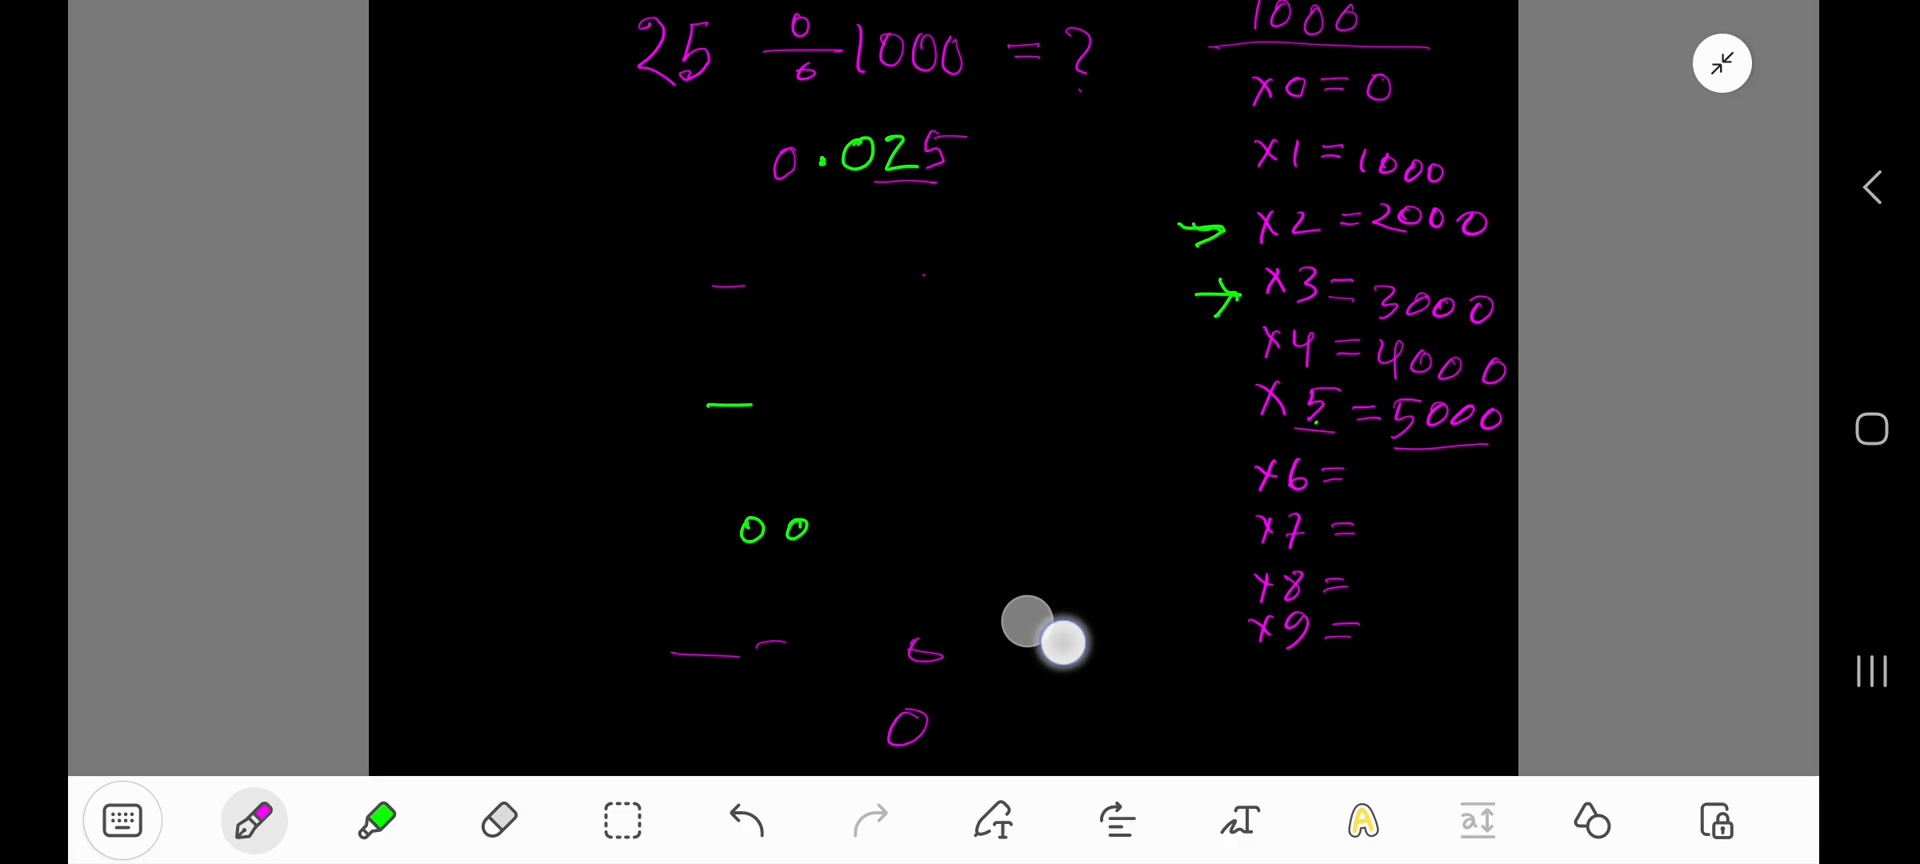 25 ÷ 1000 = ?
0.025
—
—
0 0
0
1000
x0=0
x1=1000
x2=2000
→ x3=3000
x4=4000
x5=5000
x6=
x7=
x8=
x9=
T
T
A
a